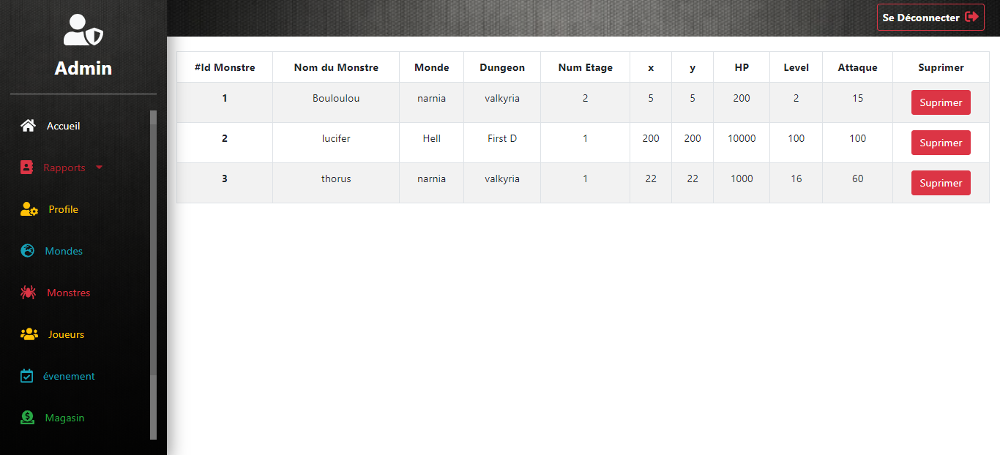 Se Déconnecter
Admin
Accueil
Rapports
Profile
Mondes
Monstres
Joueurs
évenement
Magasin
#Id Monstre Nom du Monstre Monde Dungeon Num Etage x y HP Level Attaque Suprimer
1 Bouloulou narnia valkyria 2 5 5 200 2 15 Suprimer
2 lucifer Hell First D 1 200 200 10000 100 100 Suprimer
3 thorus narnia valkyria 1 22 22 1000 16 60 Suprimer